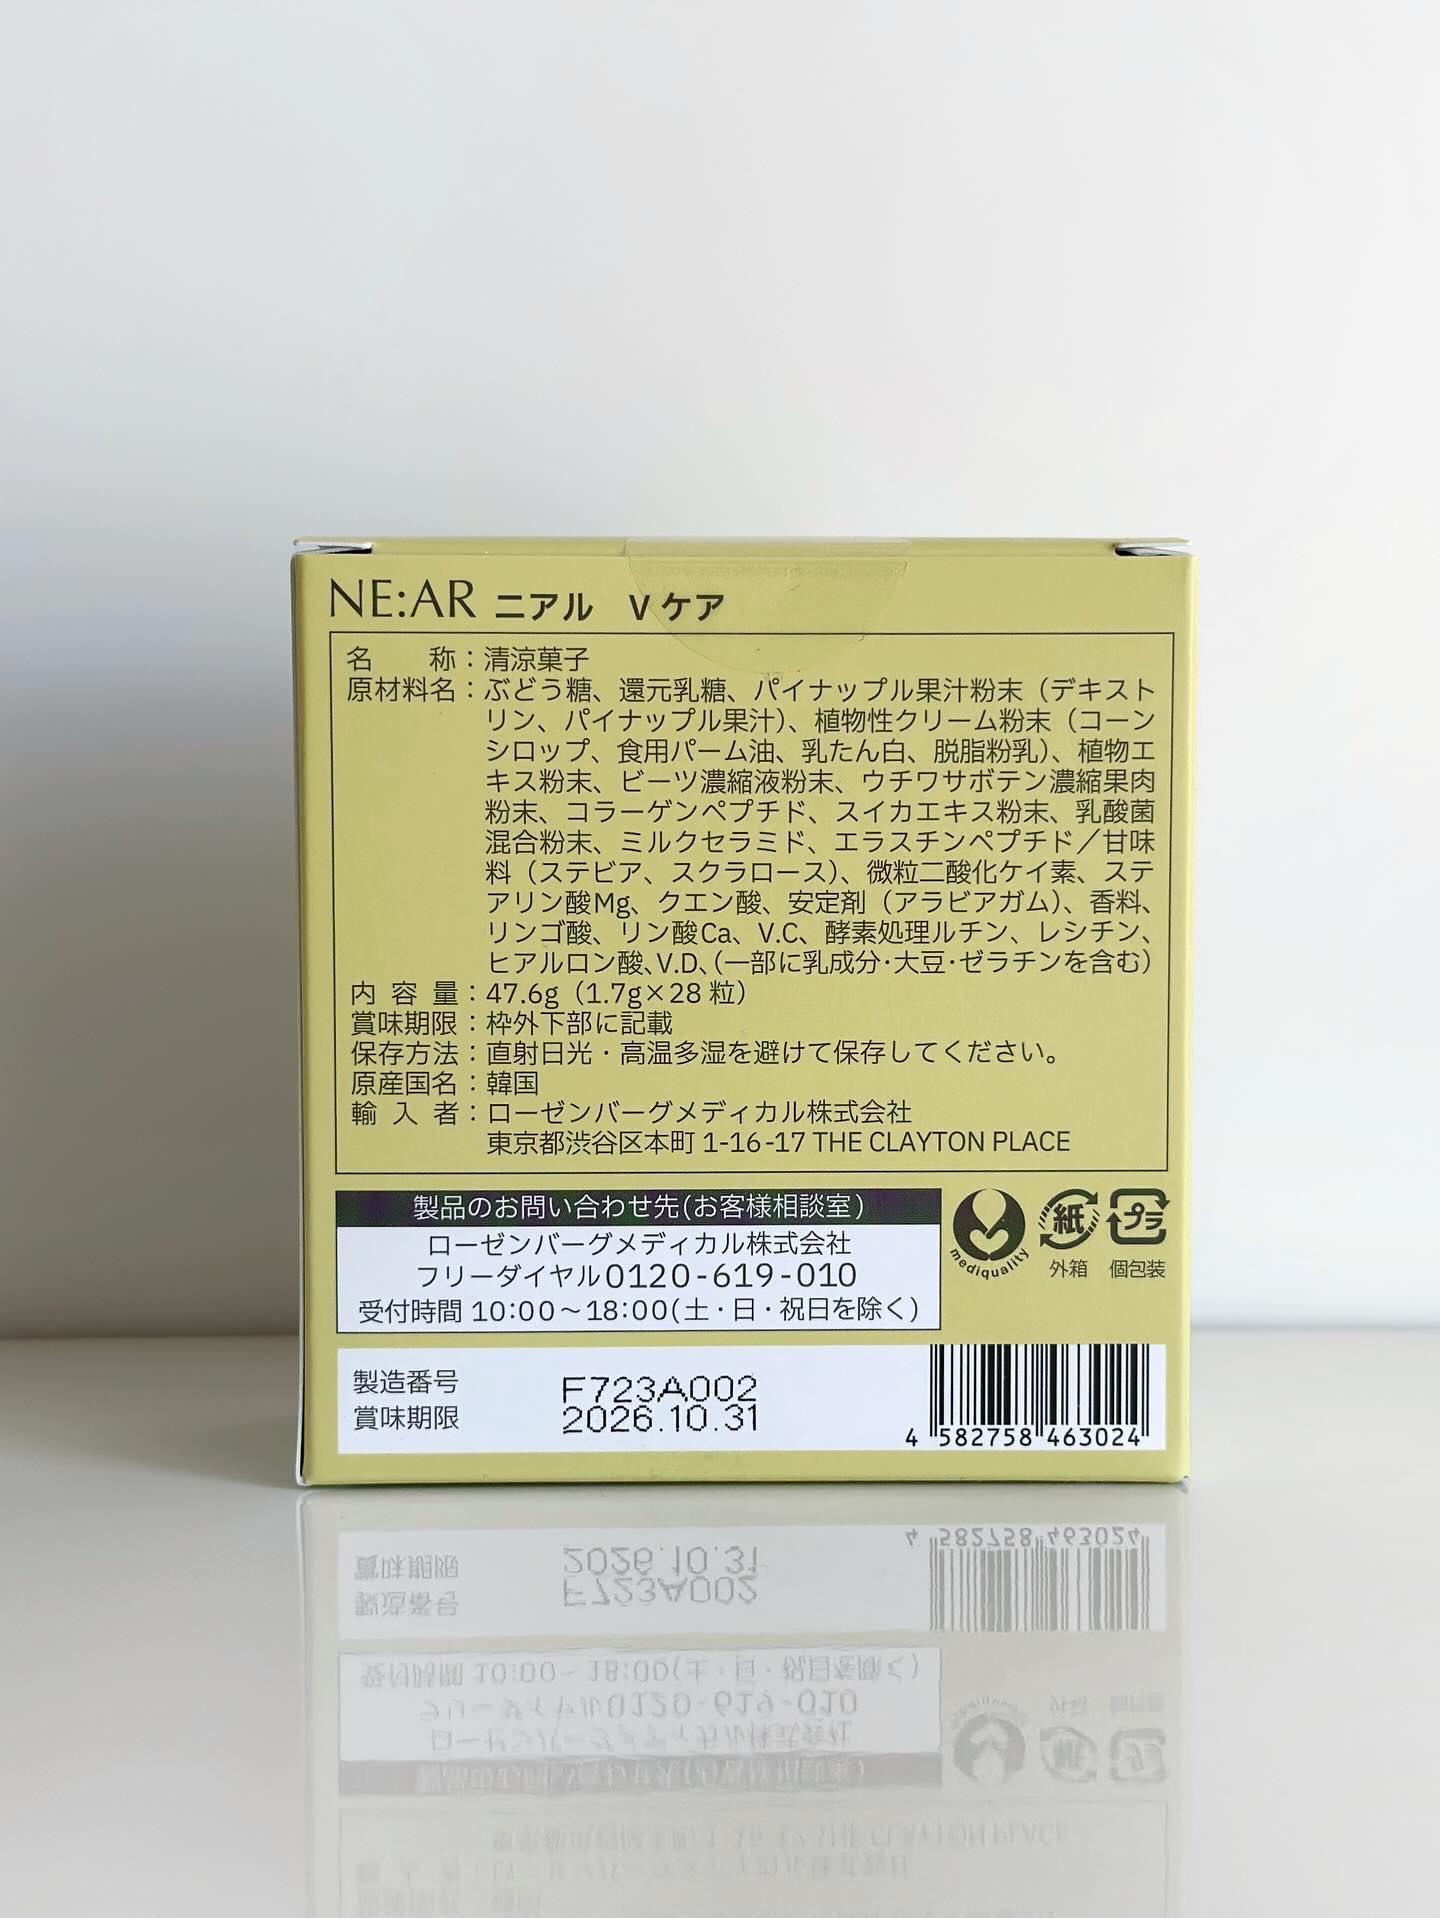 NE:AR ニアル Vケア
名称：清涼菓子
原材料名：ぶどう糖、還元乳糖、パイナップル果汁粉末（デキスト
リン、パイナップル果汁）、植物性クリーム粉末（コーン
シロップ、食用パーム油、乳たん白、脱脂粉乳）、植物エ
キス粉末、ビーツ濃縮液粉末、ウチワサボテン濃縮果肉
粉末、コラーゲンペプチド、スイカエキス粉末、乳酸菌
混合粉末、ミルクセラミド、エラスチンペプチド／甘味
料（ステビア、スクラロース）、微粒二酸化ケイ素、ステ
アリン酸Mg、クエン酸、安定剤（アラビアガム）、香料、
リンゴ酸、リン酸Ca、V.C、酵素処理ルチン、レシチン、
ヒアルロン酸、V.D、（一部に乳成分・大豆・ゼラチンを含む）
内容量：47.6g（1.7g×28 粒）
賞味期限：枠外下部に記載
保存方法：直射日光・高温多湿を避けて保存してください。
原産国名：韓国
輸入者：ローゼンバーグメディカル株式会社
東京都渋谷区本町 1-16-17 THE CLAYTON PLACE
製品のお問い合わせ先(お客様相談室)
ローゼンバーグメディカル株式会社
フリーダイヤル0120-619-010
受付時間 10:00～18:00(土・日・祝日を除く)
mediquality
紙
外箱
プラ
個包装
製造番号 F723A002
賞味期限 2026.10.31
4 582758 463024